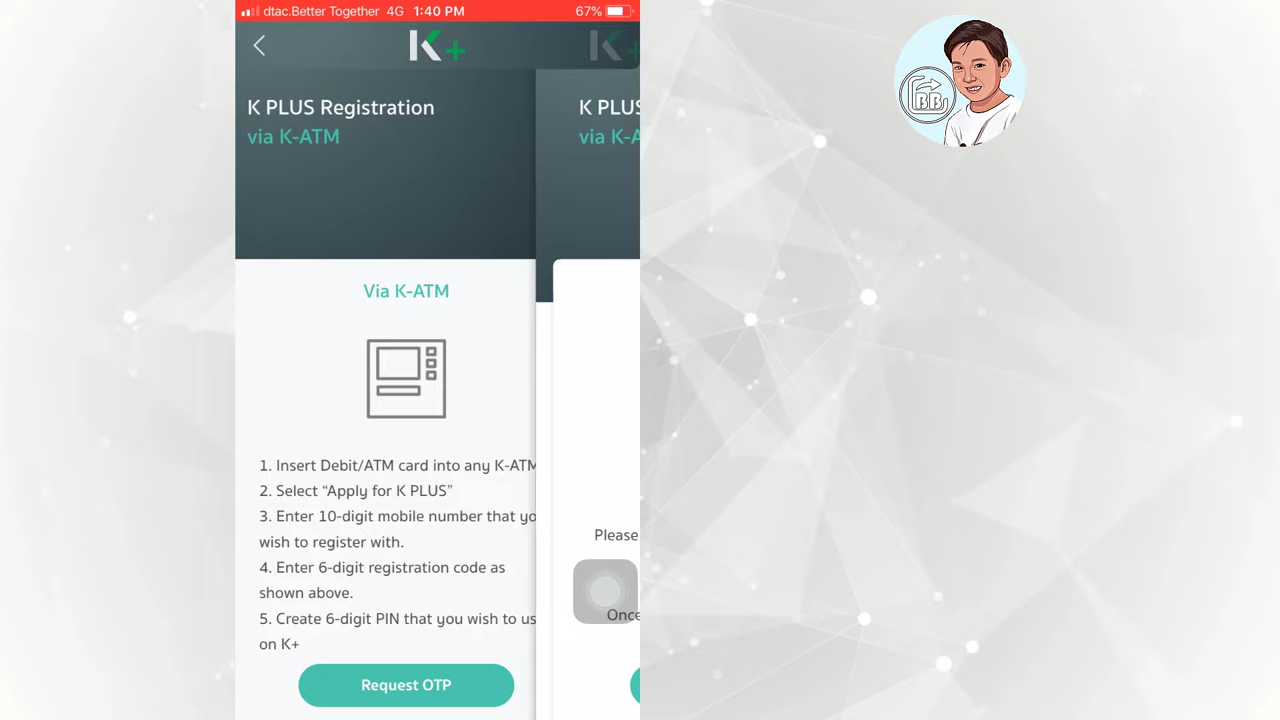 dtac.Better Together 4G 1:40 PM 67%
K+
K+
K PLUS Registration
via K-ATM
K PLUS
via K-A
Via K-ATM
1. Insert Debit/ATM card into any K-ATM
2. Select “Apply for K PLUS”
3. Enter 10-digit mobile number that yo
wish to register with.
4. Enter 6-digit registration code as
shown above.
5. Create 6-digit PIN that you wish to us
on K+
Request OTP
Please
Once
BB